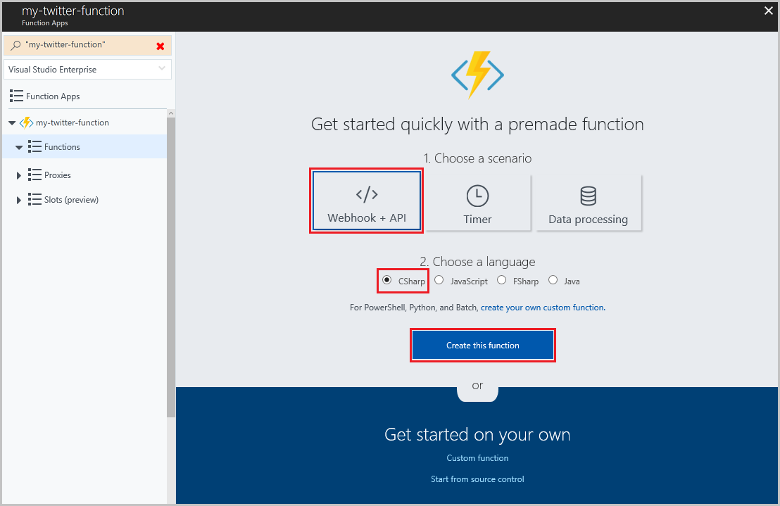 my-twitter-function
Function Apps
"my-twitter-function"
Visual Studio Enterprise
Function Apps
my-twitter-function
Functions
Proxies
Slots (preview)
Get started quickly with a premade function
1. Choose a scenario
Webhook + API
Timer
Data processing
2. Choose a language
CSharp JavaScript FSharp Java
For PowerShell, Python, and Batch, create your own custom function.
Create this function
or
Get started on your own
Custom function
Start from source control